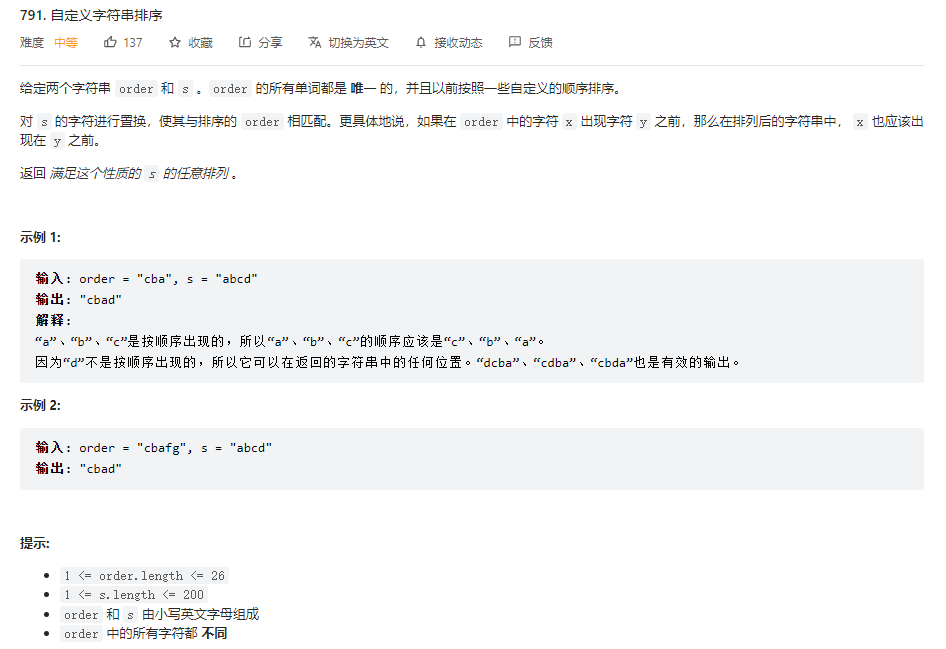 791. 自定义字符串排序
难度 中等 137 收藏 分享 切换为英文 接收动态 反馈
给定两个字符串 order 和 s 。order 的所有单词都是 唯一 的，并且以前按照一些自定义的顺序排序。
对 s 的字符进行置换，使其与排序的 order 相匹配。更具体地说，如果在 order 中的字符 x 出现字符 y 之前，那么在排列后的字符串中， x 也应该出
现在 y 之前。
返回 满足这个性质的 s 的任意排列 。
示例 1:
输入: order = "cba", s = "abcd"
输出: "cbad"
解释:
“a”、“b”、“c”是按顺序出现的，所以“a”、“b”、“c”的顺序应该是“c”、“b”、“a”。
因为“d”不是按顺序出现的，所以它可以在返回的字符串中的任何位置。“dcba”、“cdba”、“cbda”也是有效的输出。
示例 2:
输入: order = "cbafg", s = "abcd"
输出: "cbad"
提示:
1 <= order.length <= 26
1 <= s.length <= 200
order 和 s 由小写英文字母组成
order 中的所有字符都 不同